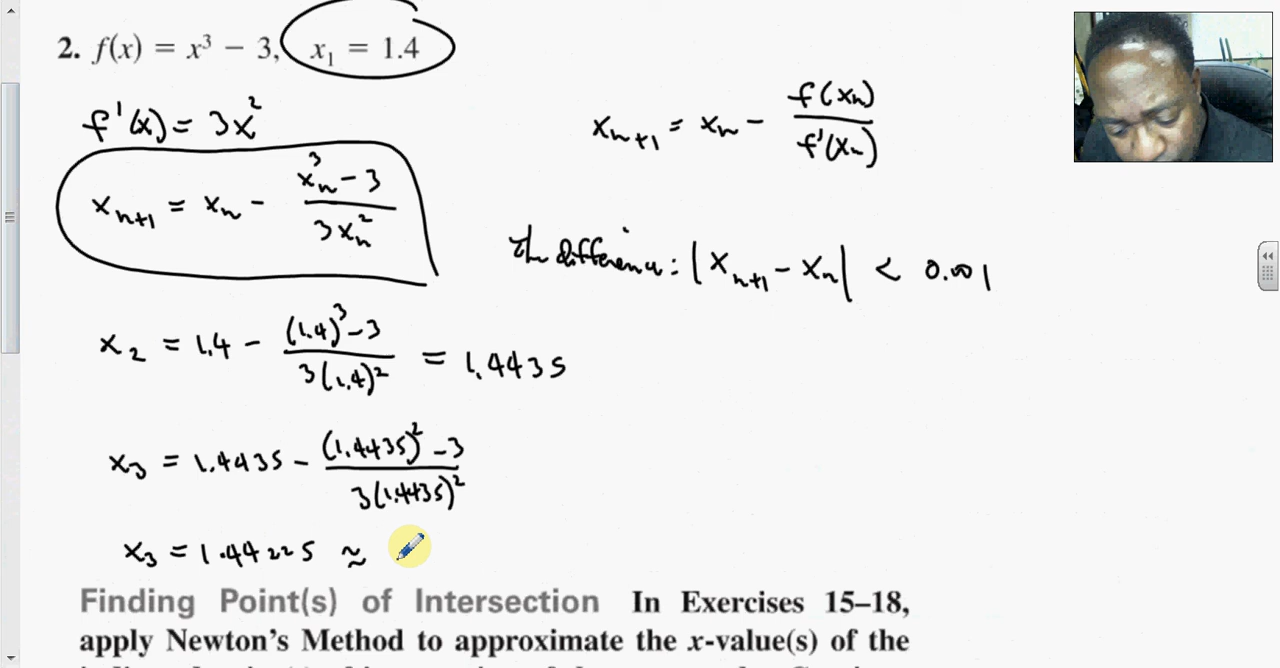 2. f(x) = x³ − 3, x₁ = 1.4
f'(x) = 3x²
xₙ₊₁ = xₙ − f(xₙ) / f'(xₙ)
xₙ₊₁ = xₙ − (xₙ³ − 3) / (3xₙ²)
The difference: |xₙ₊₁ − xₙ| < 0.001
x₂ = 1.4 − ((1.4)³ − 3) / (3(1.4)²) = 1.4435
x₃ = 1.4435 − ((1.4435)² − 3) / (3(1.4435)²)
x₃ = 1.44225 ≈
Finding Point(s) of Intersection In Exercises 15–18,
apply Newton's Method to approximate the x-value(s) of the